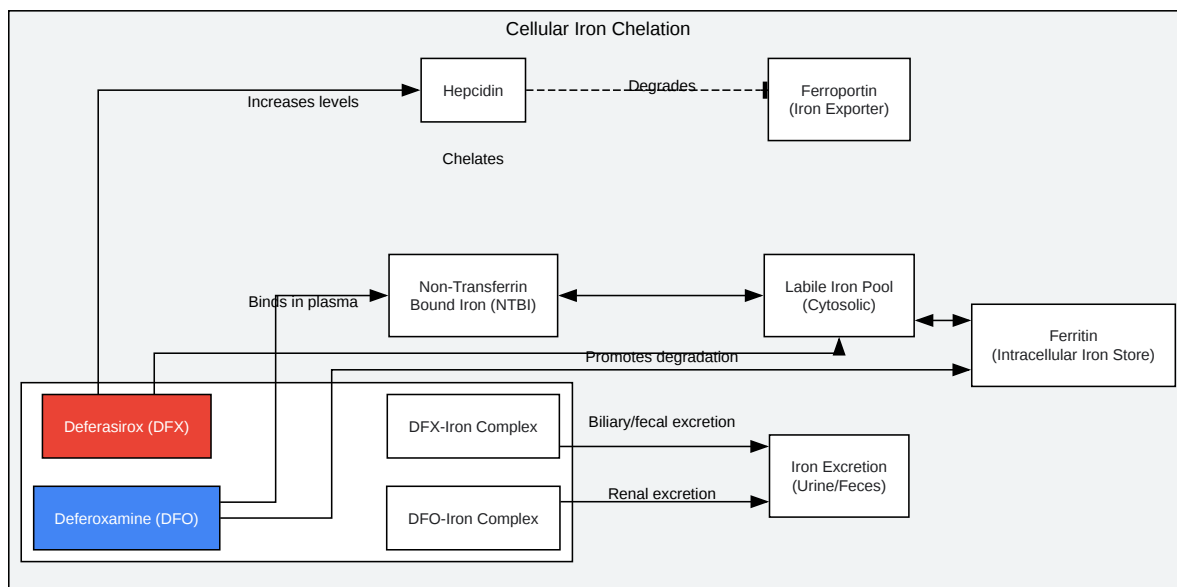 Cellular Iron Chelation
Hepcidin
Degrades
Ferroportin
(Iron Exporter)
Increases levels
Chelates
Non-Transferrin
Bound Iron (NTBI)
Labile Iron Pool
(Cytosolic)
Binds in plasma
Ferritin
(Intracellular Iron Store)
Promotes degradation
Deferasirox (DFX)
DFX-Iron Complex
Biliary/fecal excretion
Iron Excretion
(Urine/Feces)
Renal excretion
Deferoxamine (DFO)
DFO-Iron Complex